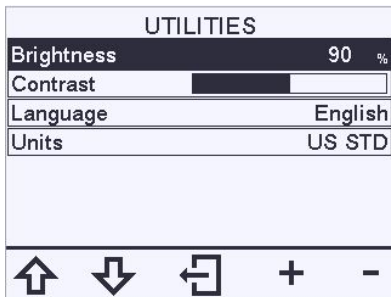 UTILITIES
Brightness 90 %
Contrast
Language English
Units US STD
+ -